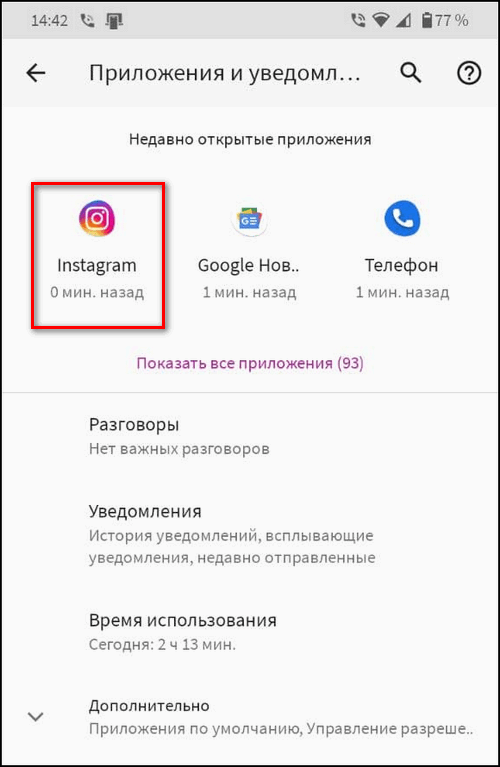 14:42 77 %
Приложения и уведомл...
Недавно открытые приложения
Instagram Google Нов.. Телефон
0 мин. назад 1 мин. назад 1 мин. назад
Показать все приложения (93)
Разговоры
Нет важных разговоров
Уведомления
История уведомлений, всплывающие
уведомления, недавно отправленные
Время использования
Сегодня: 2 ч 13 мин.
Дополнительно
Приложения по умолчанию, Управление разреше..